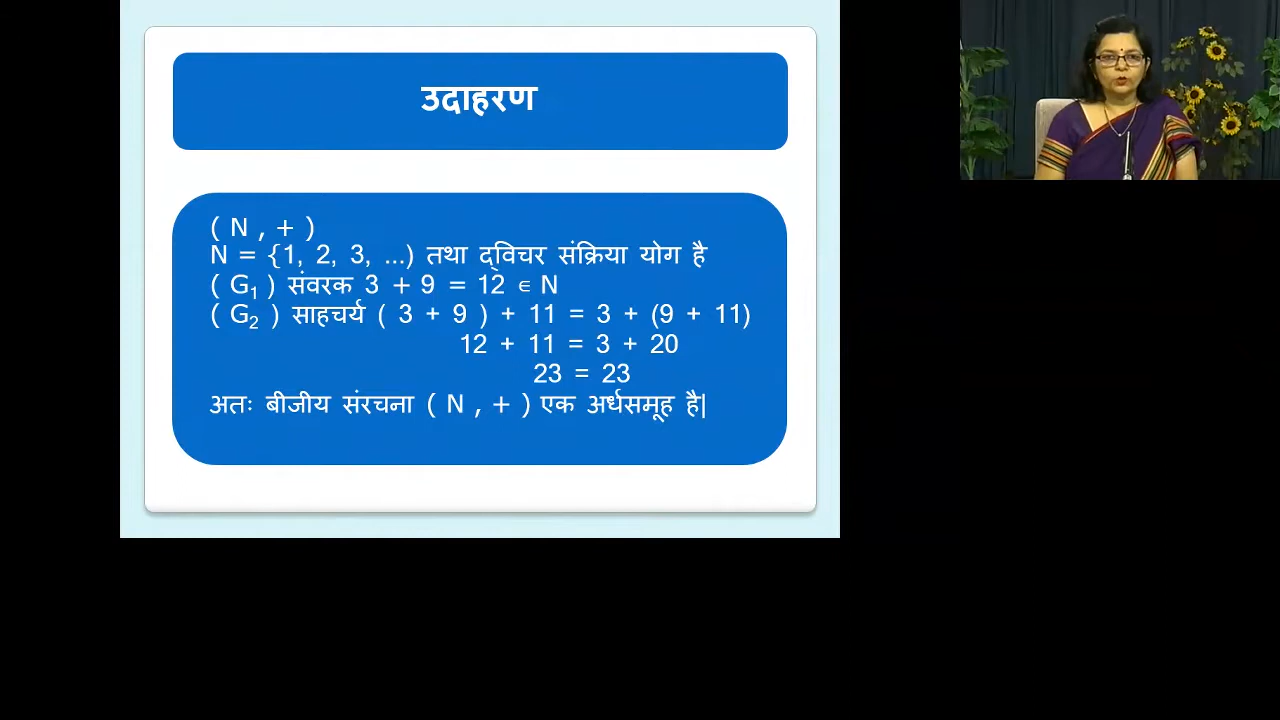 उदाहरण
( N , + )
N = {1, 2, 3, ...) तथा द्विचर संक्रिया योग है
( G₁ ) संवरक 3 + 9 = 12 ∊ N
( G₂ ) साहचर्य ( 3 + 9 ) + 11 = 3 + (9 + 11)
12 + 11 = 3 + 20
23 = 23
अतः बीजीय संरचना ( N , + ) एक अर्धसमूह है|